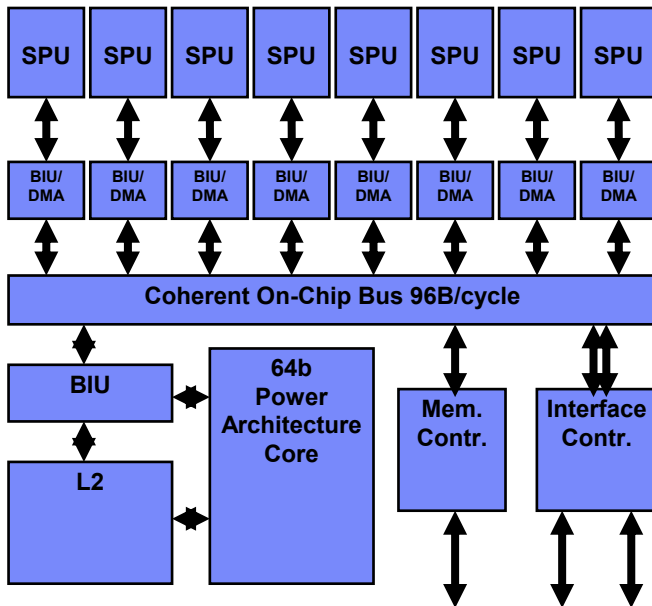 SPU SPU SPU SPU SPU SPU SPU SPU
BIU/ BIU/ BIU/ BIU/ BIU/ BIU/ BIU/ BIU/
DMA DMA DMA DMA DMA DMA DMA DMA
Coherent On-Chip Bus 96B/cycle
BIU
L2
64b
Power
Architecture
Core
Mem.
Contr.
Interface
Contr.